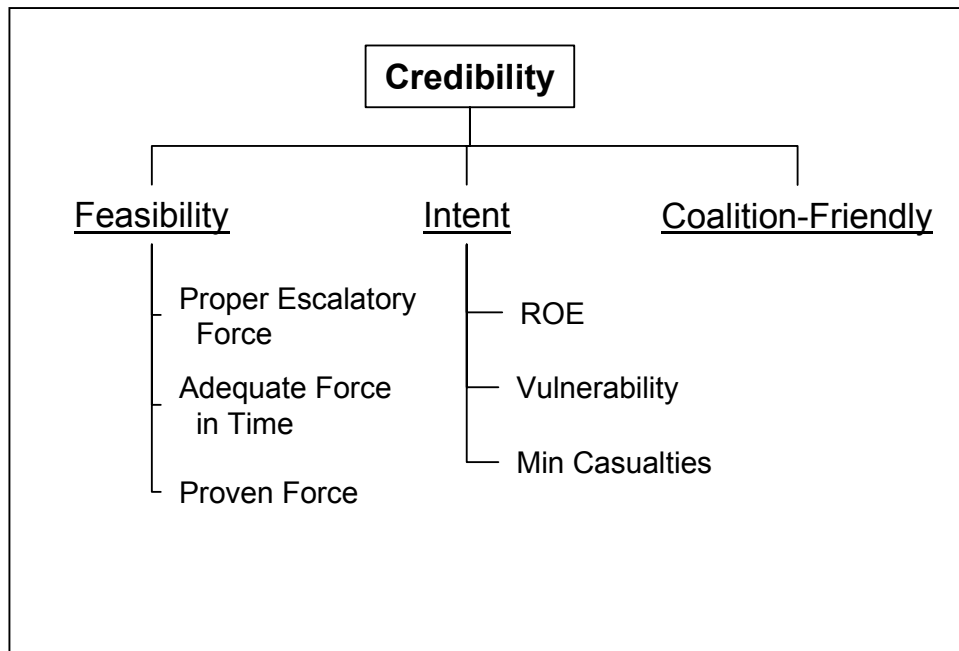 Credibility
Feasibility
Intent
Coalition-Friendly
Proper Escalatory
Force
Adequate Force
in Time
Proven Force
ROE
Vulnerability
Min Casualties